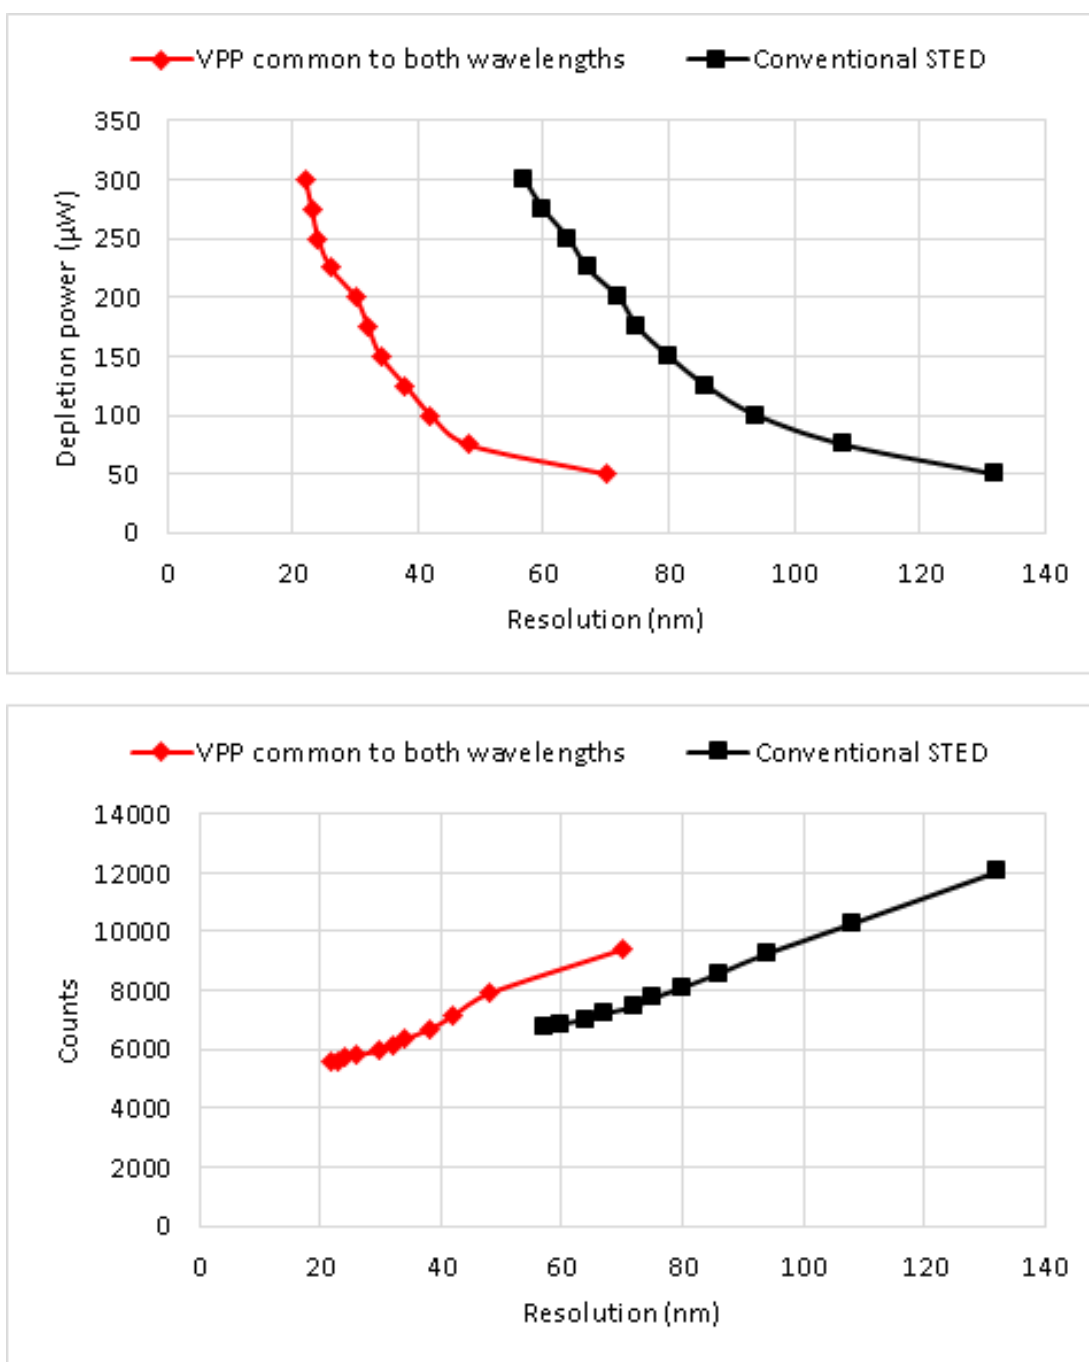 VPP common to both wavelengths Conventional STED
350
300
250
200
150
100
50
0
Depletion power (µW)
0 20 40 60 80 100 120 140
Resolution (nm)
VPP common to both wavelengths Conventional STED
14000
12000
10000
8000
6000
4000
2000
0
Counts
0 20 40 60 80 100 120 140
Resolution (nm)